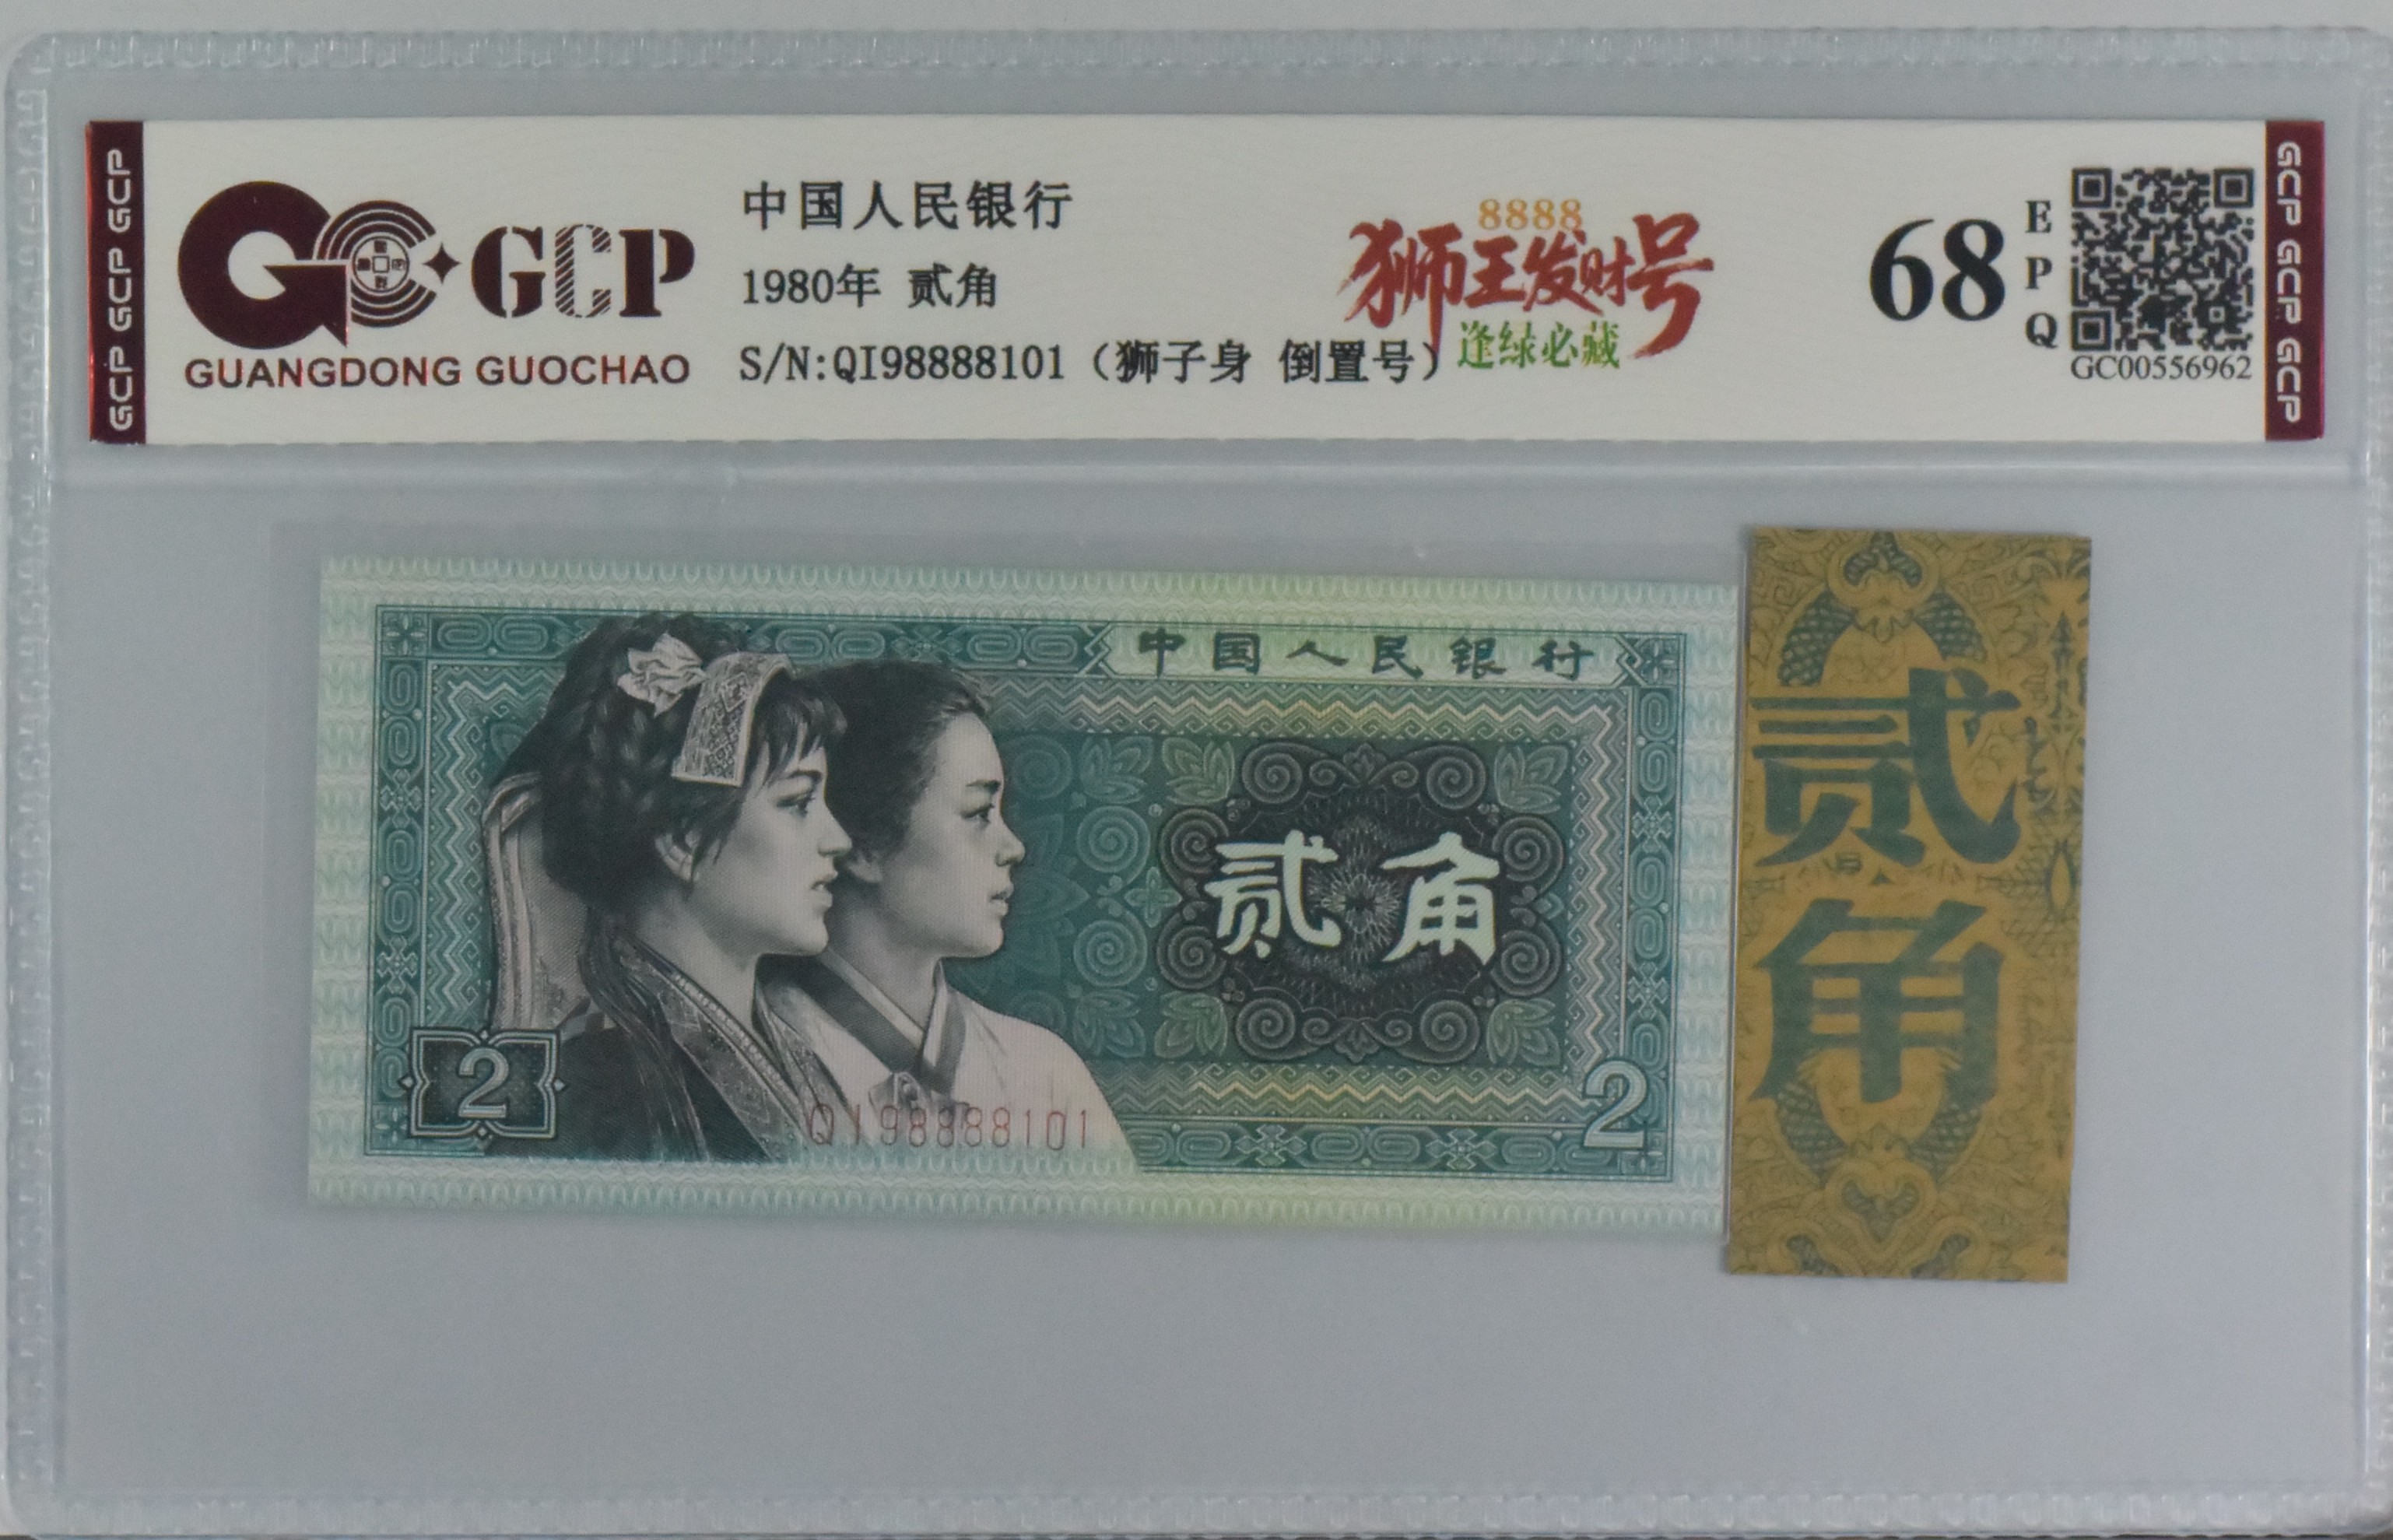 GCP GCP GCP
GCP
GUANGDONG GUOCHAO
中国人民银行
1980年 贰角
S/N:QI98888101（狮子身 倒置号）
8888
狮王发财号
逢绿必藏
68
EPQ
GC00556962
GCP GCP GCP
中国人民银行
贰角
2
QI98888101
2
贰角